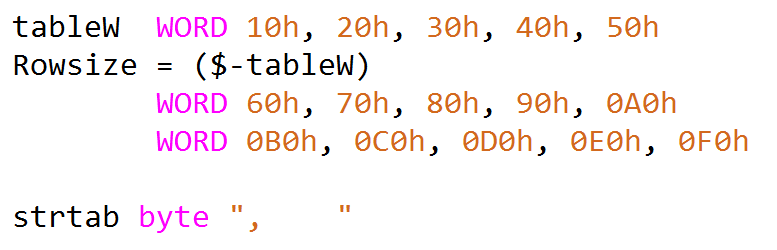 tableW  WORD 10h, 20h, 30h, 40h, 50h
Rowsize = ($-tableW)
        WORD 60h, 70h, 80h, 90h, 0A0h
        WORD 0B0h, 0C0h, 0D0h, 0E0h, 0F0h
strtab byte ",    "